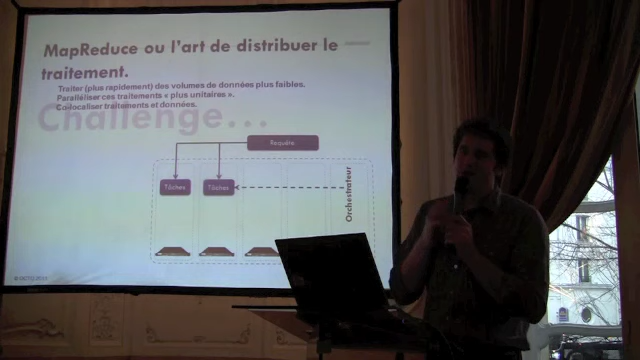 MapReduce ou l'art de distribuer le
traitement.
Traiter (plus rapidement) des volumes de données plus faibles.
Paralléliser ces traitements « plus unitaires ».
Co-localiser traitements et données.
Challenge…
Requête
Tâches
Tâches
Orchestrateur